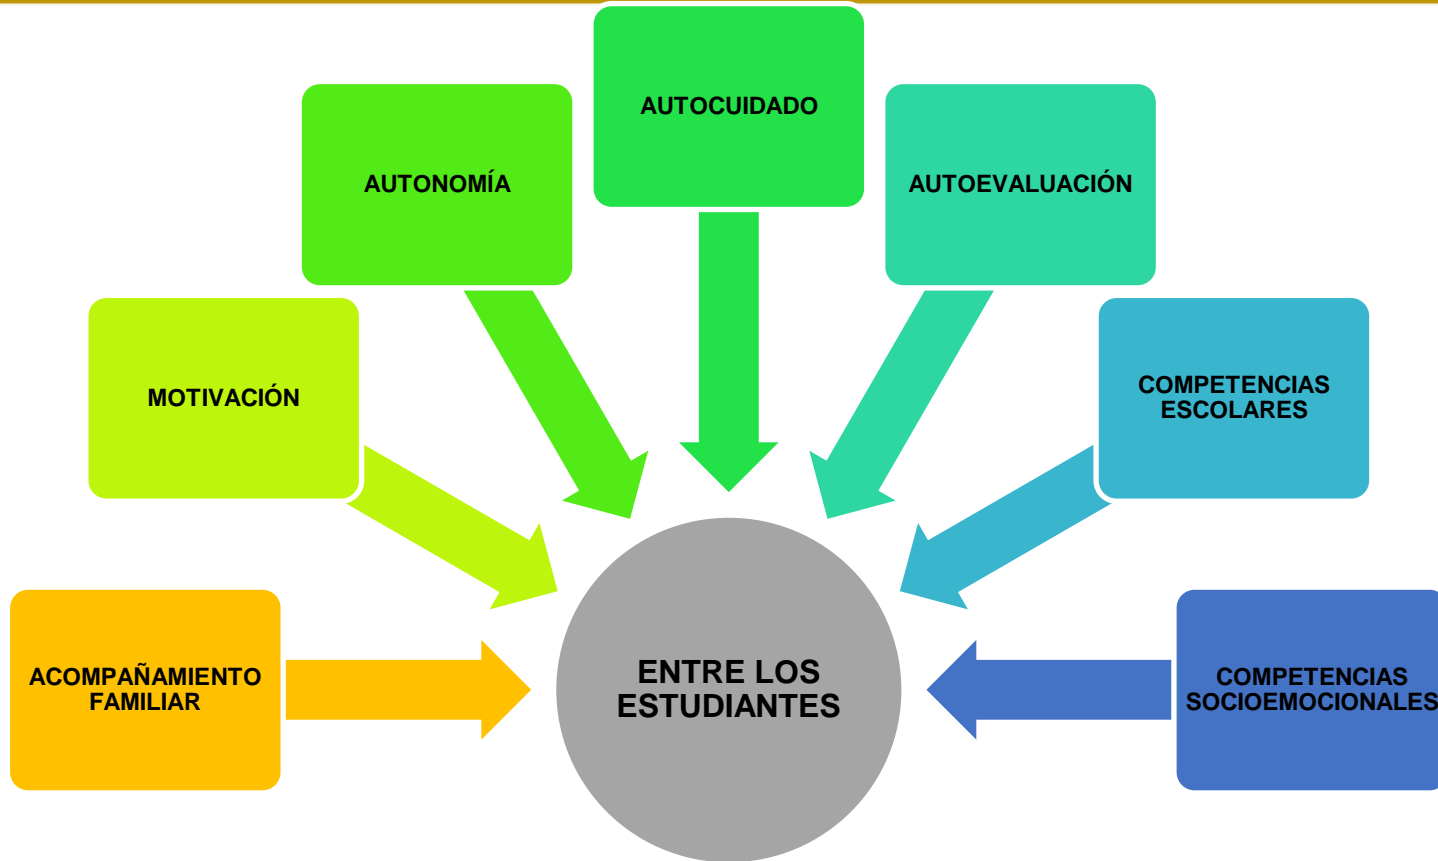 AUTOCUIDADO
AUTONOMÍA
AUTOEVALUACIÓN
MOTIVACIÓN
COMPETENCIAS
ESCOLARES
ACOMPAÑAMIENTO
FAMILIAR
ENTRE LOS
ESTUDIANTES
COMPETENCIAS
SOCIOEMOCIONALES